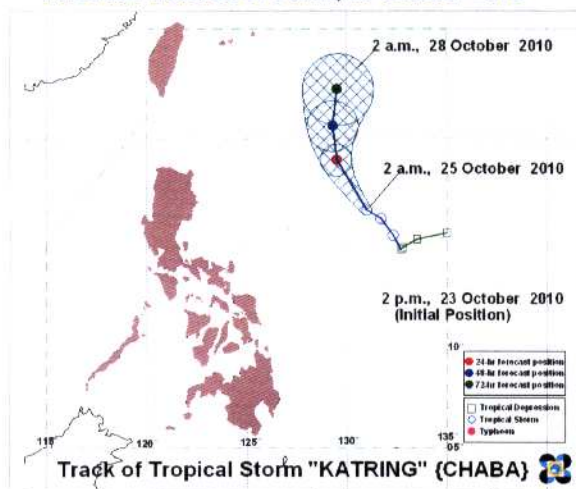 2 a.m., 28 October 2010
2 a.m., 25 October 2010
2 p.m., 23 October 2010
(Initial Position)
10
24-hr forecast position
48-hr forecast position
72-hr forecast position
Tropical Depression
Tropical Storm
Typhoon
115
120
125
130
135
05
Track of Tropical Storm "KATRING" {CHABA}